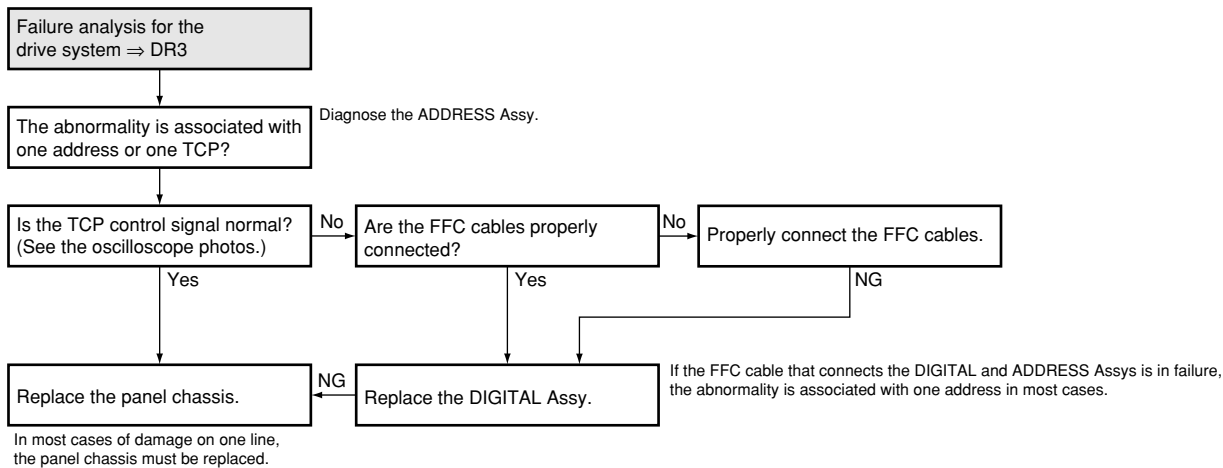 Failure analysis for the
drive system ⇒ DR3
The abnormality is associated with
one address or one TCP?
Diagnose the ADDRESS Assy.
Is the TCP control signal normal?
(See the oscilloscope photos.)
No
Are the FFC cables properly
connected?
No
Properly connect the FFC cables.
Yes
Yes
NG
Replace the panel chassis.
NG
Replace the DIGITAL Assy.
If the FFC cable that connects the DIGITAL and ADDRESS Assys is in failure,
the abnormality is associated with one address in most cases.
In most cases of damage on one line,
the panel chassis must be replaced.